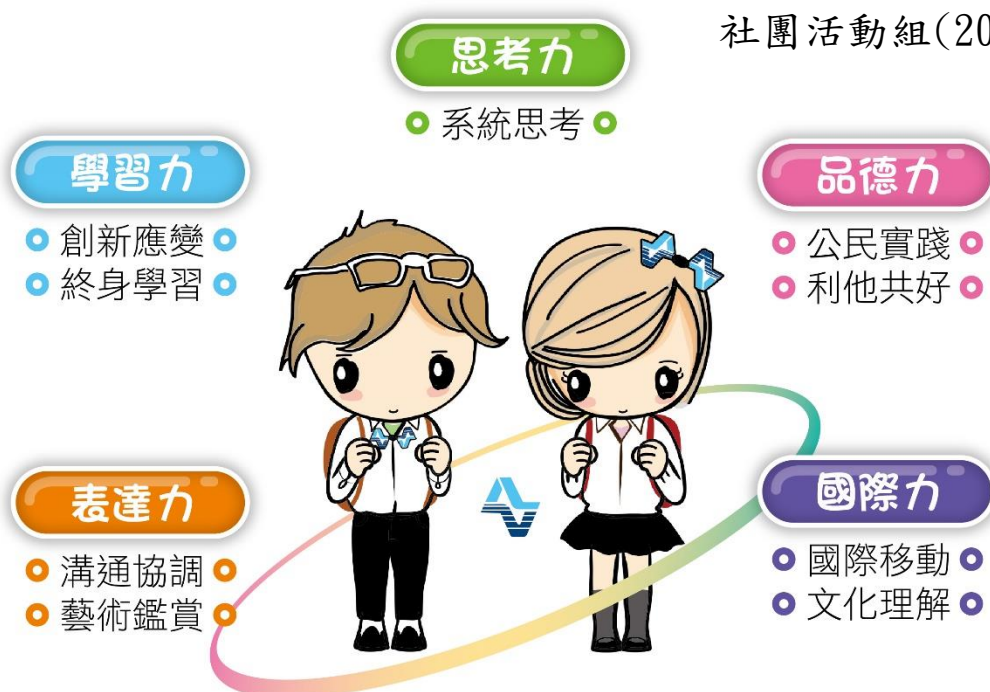 社團活動組(20
思考力
系統思考
學習力
創新應變
終身學習
品德力
公民實踐
利他共好
表達力
溝通協調
藝術鑑賞
國際力
國際移動
文化理解